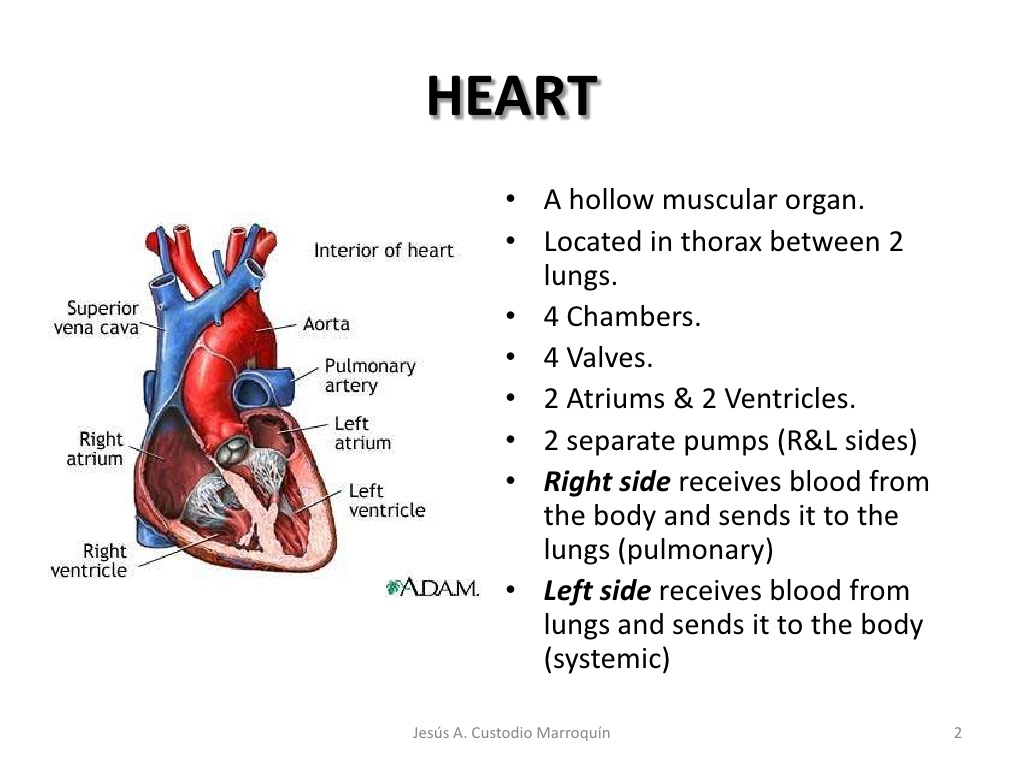 HEART
Interior of heart
Superior
vena cava
Aorta
Pulmonary
artery
Left
atrium
Right
atrium
Left
ventricle
Right
ventricle
A.D.A.M.
• A hollow muscular organ.
• Located in thorax between 2
lungs.
• 4 Chambers.
• 4 Valves.
• 2 Atriums & 2 Ventricles.
• 2 separate pumps (R&L sides)
• Right side receives blood from
the body and sends it to the
lungs (pulmonary)
• Left side receives blood from
lungs and sends it to the body
(systemic)
Jesús A. Custodio Marroquín
2